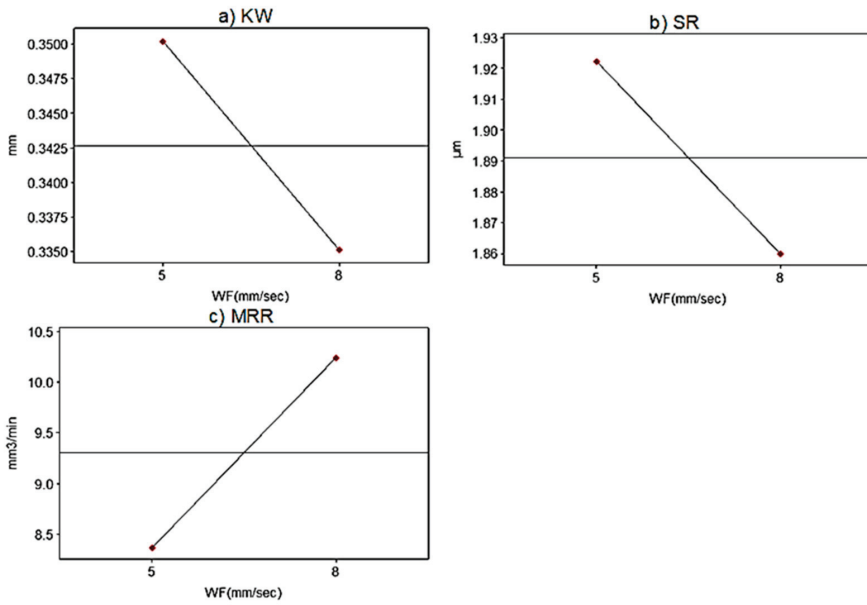 a) KW
0.3500
0.3475
0.3450
0.3425
0.3400
0.3375
0.3350
mm
5 8
WF(mm/sec)
b) SR
1.93
1.92
1.91
1.90
1.89
1.88
1.87
1.86
µm
5 8
WF(mm/sec)
c) MRR
10.5
10.0
9.5
9.0
8.5
mm3/min
5 8
WF(mm/sec)